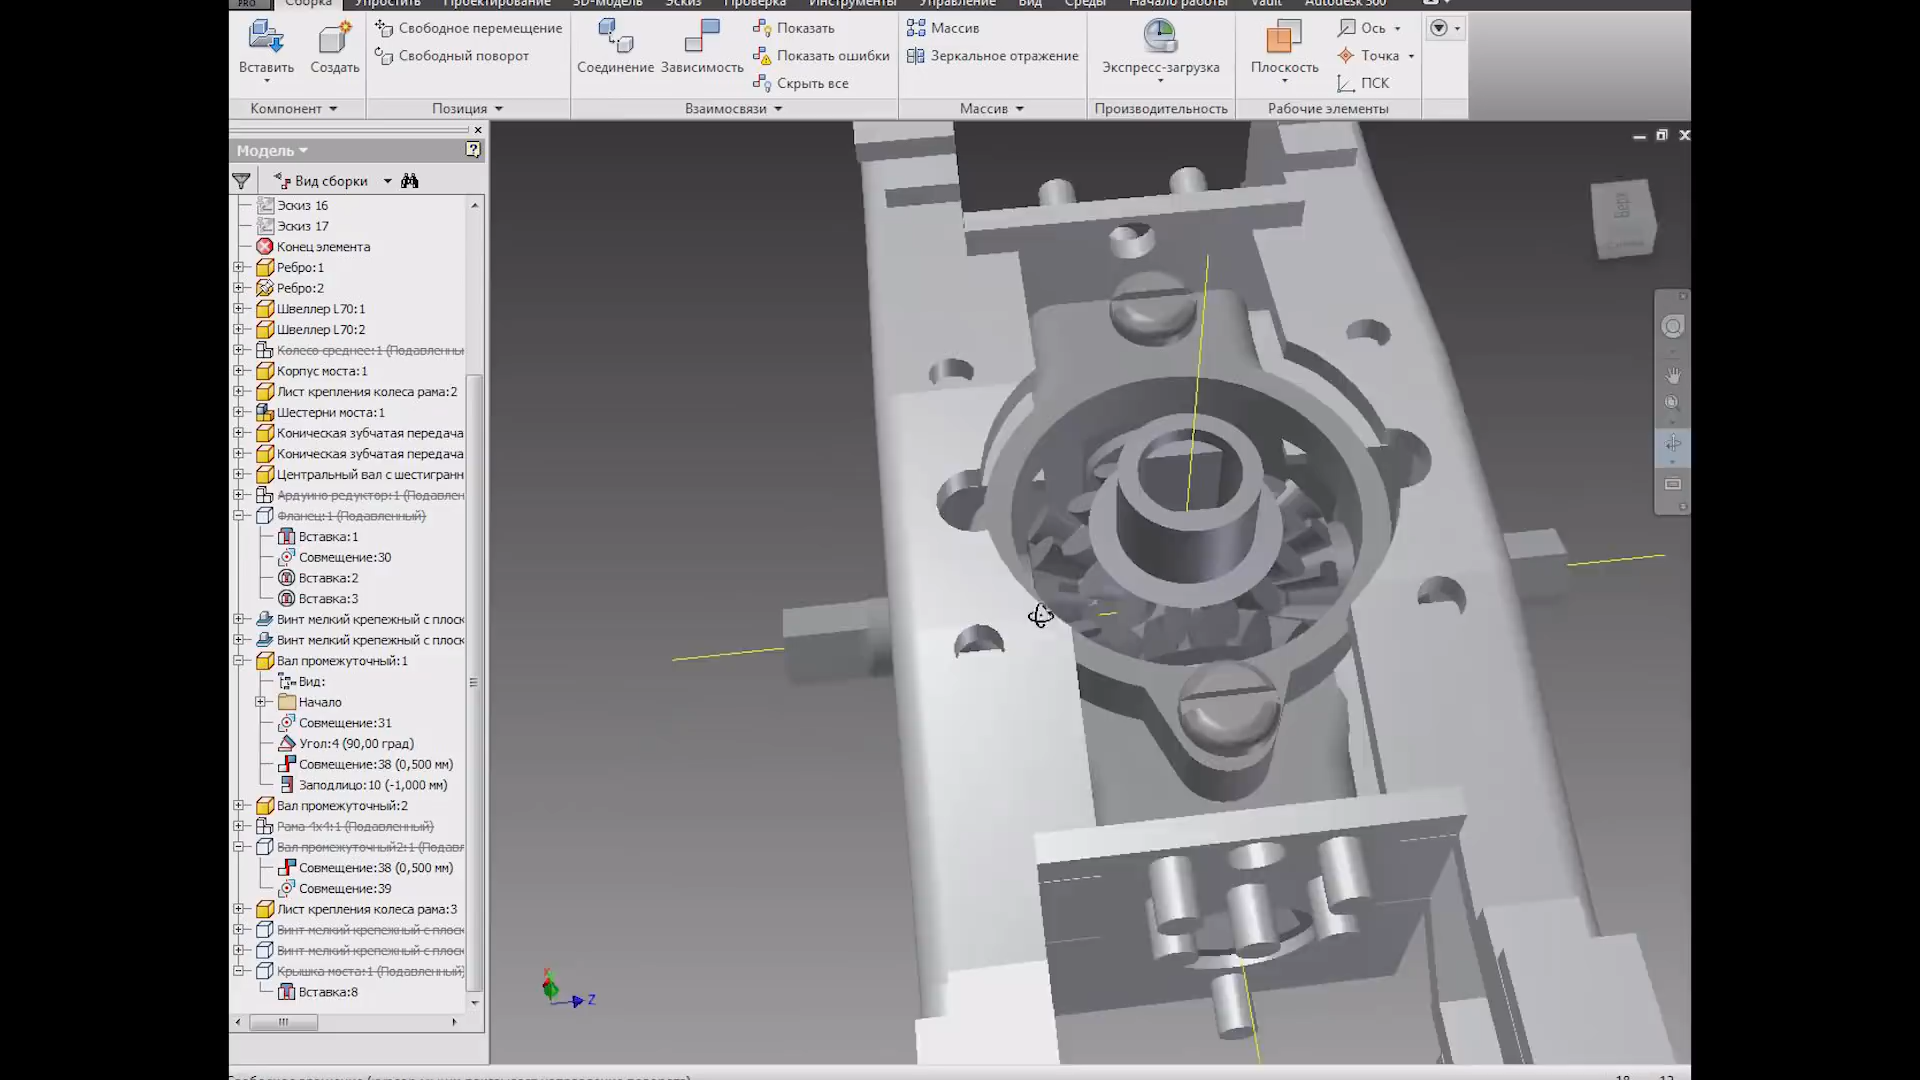 PRO Сборка Упростить Проектирование 3D-модель Эскиз Проверка Инструменты Управление Вид Среды Начало работы Vault Autodesk 360
Вставить
Создать
Свободное перемещение
Свободный поворот
Соединение
Зависимость
Показать
Показать ошибки
Скрыть все
Массив
Зеркальное отражение
Экспресс-загрузка
Плоскость
Ось
Точка
ПСК
Компонент
Позиция
Взаимосвязи
Массив
Производительность
Рабочие элементы
Модель
Вид сборки
Эскиз 16
Эскиз 17
Конец элемента
Ребро:1
Ребро:2
Швеллер L70:1
Швеллер L70:2
Колесо среднее:1 (Подавленны
Корпус моста:1
Лист крепления колеса рама:2
Шестерни моста:1
Коническая зубчатая передача
Коническая зубчатая передача
Центральный вал с шестигранн
Ардуино редуктор:1 (Подавлен
Фланец:1 (Подавленный)
Вставка:1
Совмещение:30
Вставка:2
Вставка:3
Винт мелкий крепежный с плоск
Винт мелкий крепежный с плоск
Вал промежуточный:1
Вид:
Начало
Совмещение:31
Угол:4 (90,00 град)
Совмещение:38 (0,500 мм)
Заподлицо:10 (-1,000 мм)
Вал промежуточный:2
Рама 4x4:1 (Подавленный)
Вал промежуточный2:1 (Подавл
Совмещение:38 (0,500 мм)
Совмещение:39
Лист крепления колеса рама:3
Винт мелкий крепежный с плоск
Винт мелкий крепежный с плоск
Крышка моста:1 (Подавленный)
Вставка:8
Верх
Z